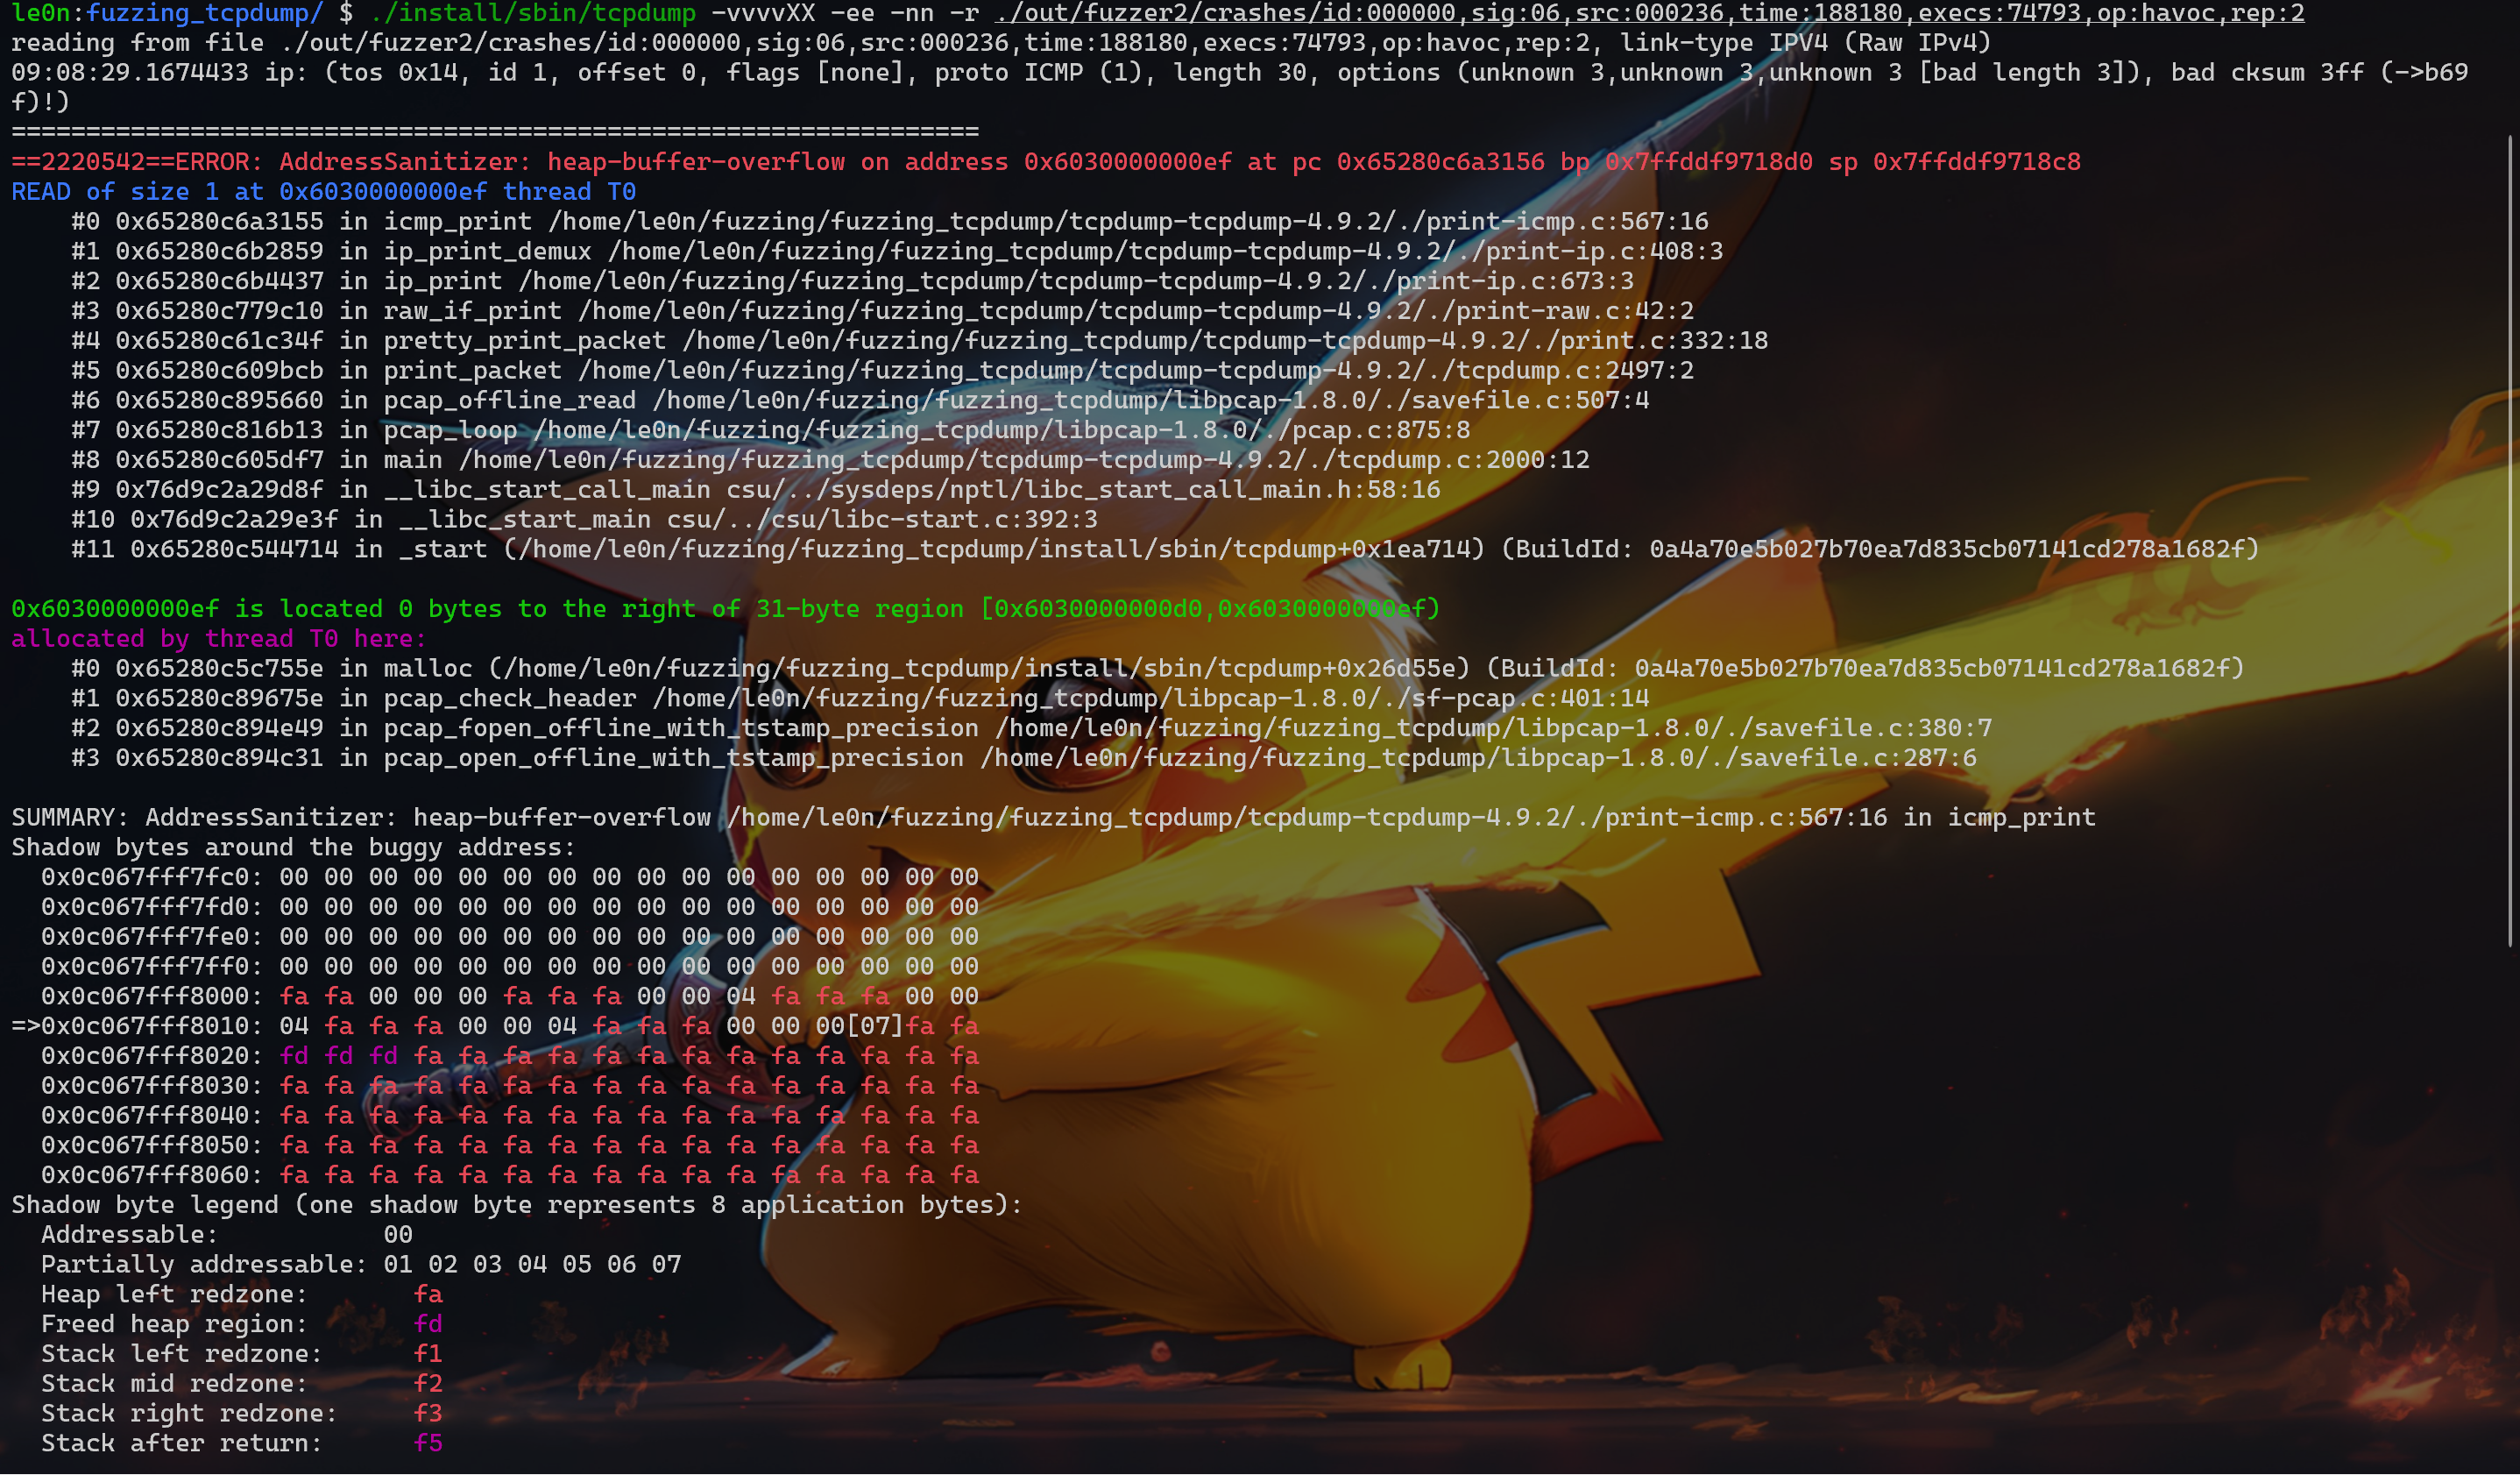 le0n:fuzzing_tcpdump/ $ ./install/sbin/tcpdump -vvvvXX -ee -nn -r ./out/fuzzer2/crashes/id:000000,sig:06,src:000236,time:188180,execs:74793,op:havoc,rep:2
reading from file ./out/fuzzer2/crashes/id:000000,sig:06,src:000236,time:188180,execs:74793,op:havoc,rep:2, link-type IPV4 (Raw IPv4)
09:08:29.1674433 ip: (tos 0x14, id 1, offset 0, flags [none], proto ICMP (1), length 30, options (unknown 3,unknown 3,unknown 3 [bad length 3]), bad cksum 3ff (->b69
f)!)
=================================================================
==2220542==ERROR: AddressSanitizer: heap-buffer-overflow on address 0x6030000000ef at pc 0x65280c6a3156 bp 0x7ffddf9718d0 sp 0x7ffddf9718c8
READ of size 1 at 0x6030000000ef thread T0
    #0 0x65280c6a3155 in icmp_print /home/le0n/fuzzing/fuzzing_tcpdump/tcpdump-tcpdump-4.9.2/./print-icmp.c:567:16
    #1 0x65280c6b2859 in ip_print_demux /home/le0n/fuzzing/fuzzing_tcpdump/tcpdump-tcpdump-4.9.2/./print-ip.c:408:3
    #2 0x65280c6b4437 in ip_print /home/le0n/fuzzing/fuzzing_tcpdump/tcpdump-tcpdump-4.9.2/./print-ip.c:673:3
    #3 0x65280c779c10 in raw_if_print /home/le0n/fuzzing/fuzzing_tcpdump/tcpdump-tcpdump-4.9.2/./print-raw.c:42:2
    #4 0x65280c61c34f in pretty_print_packet /home/le0n/fuzzing/fuzzing_tcpdump/tcpdump-tcpdump-4.9.2/./print.c:332:18
    #5 0x65280c609bcb in print_packet /home/le0n/fuzzing/fuzzing_tcpdump/tcpdump-tcpdump-4.9.2/./tcpdump.c:2497:2
    #6 0x65280c895660 in pcap_offline_read /home/le0n/fuzzing/fuzzing_tcpdump/libpcap-1.8.0/./savefile.c:507:4
    #7 0x65280c816b13 in pcap_loop /home/le0n/fuzzing/fuzzing_tcpdump/libpcap-1.8.0/./pcap.c:875:8
    #8 0x65280c605df7 in main /home/le0n/fuzzing/fuzzing_tcpdump/tcpdump-tcpdump-4.9.2/./tcpdump.c:2000:12
    #9 0x76d9c2a29d8f in __libc_start_call_main csu/../sysdeps/nptl/libc_start_call_main.h:58:16
    #10 0x76d9c2a29e3f in __libc_start_main csu/../csu/libc-start.c:392:3
    #11 0x65280c544714 in _start (/home/le0n/fuzzing/fuzzing_tcpdump/install/sbin/tcpdump+0x1ea714) (BuildId: 0a4a70e5b027b70ea7d835cb07141cd278a1682f)

0x6030000000ef is located 0 bytes to the right of 31-byte region [0x6030000000d0,0x6030000000ef)
allocated by thread T0 here:
    #0 0x65280c5c755e in malloc (/home/le0n/fuzzing/fuzzing_tcpdump/install/sbin/tcpdump+0x26d55e) (BuildId: 0a4a70e5b027b70ea7d835cb07141cd278a1682f)
    #1 0x65280c89675e in pcap_check_header /home/le0n/fuzzing/fuzzing_tcpdump/libpcap-1.8.0/./sf-pcap.c:401:14
    #2 0x65280c894e49 in pcap_fopen_offline_with_tstamp_precision /home/le0n/fuzzing/fuzzing_tcpdump/libpcap-1.8.0/./savefile.c:380:7
    #3 0x65280c894c31 in pcap_open_offline_with_tstamp_precision /home/le0n/fuzzing/fuzzing_tcpdump/libpcap-1.8.0/./savefile.c:287:6

SUMMARY: AddressSanitizer: heap-buffer-overflow /home/le0n/fuzzing/fuzzing_tcpdump/tcpdump-tcpdump-4.9.2/./print-icmp.c:567:16 in icmp_print
Shadow bytes around the buggy address:
  0x0c067fff7fc0: 00 00 00 00 00 00 00 00 00 00 00 00 00 00 00 00
  0x0c067fff7fd0: 00 00 00 00 00 00 00 00 00 00 00 00 00 00 00 00
  0x0c067fff7fe0: 00 00 00 00 00 00 00 00 00 00 00 00 00 00 00 00
  0x0c067fff7ff0: 00 00 00 00 00 00 00 00 00 00 00 00 00 00 00 00
  0x0c067fff8000: fa fa 00 00 00 fa fa fa 00 00 04 fa fa fa 00 00
=>0x0c067fff8010: 04 fa fa fa 00 00 04 fa fa fa 00 00 00[07]fa fa
  0x0c067fff8020: fd fd fd fa fa fa fa fa fa fa fa fa fa fa fa fa
  0x0c067fff8030: fa fa fa fa fa fa fa fa fa fa fa fa fa fa fa fa
  0x0c067fff8040: fa fa fa fa fa fa fa fa fa fa fa fa fa fa fa fa
  0x0c067fff8050: fa fa fa fa fa fa fa fa fa fa fa fa fa fa fa fa
  0x0c067fff8060: fa fa fa fa fa fa fa fa fa fa fa fa fa fa fa fa
Shadow byte legend (one shadow byte represents 8 application bytes):
  Addressable:           00
  Partially addressable: 01 02 03 04 05 06 07
  Heap left redzone:       fa
  Freed heap region:       fd
  Stack left redzone:      f1
  Stack mid redzone:       f2
  Stack right redzone:     f3
  Stack after return:      f5